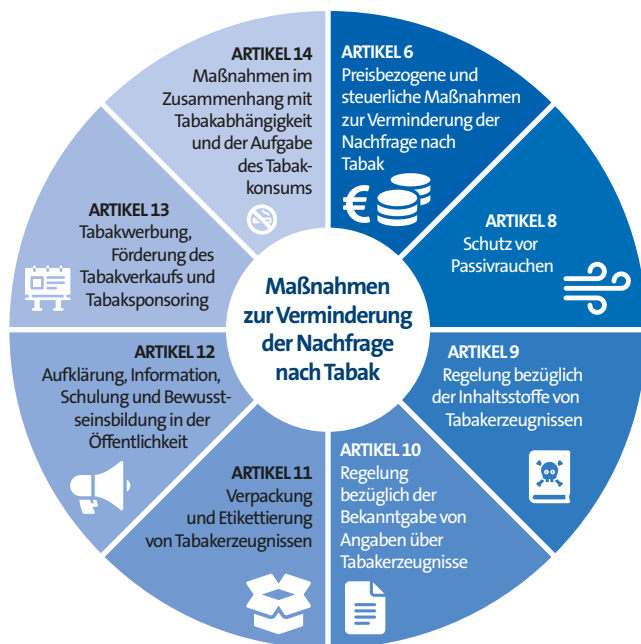 ARTIKEL 14
Maßnahmen im
Zusammenhang mit
Tabakabhängigkeit
und der Aufgabe
des Tabak-
konsums
ARTIKEL 6
Preisbezogene und
steuerliche Maßnahmen
zur Verminderung der
Nachfrage nach
Tabak
€
ARTIKEL 8
Schutz vor
Passivrauchen
ARTIKEL 9
Regelung bezüglich
der Inhaltsstoffe von
Tabakerzeugnissen
ARTIKEL 10
Regelung
bezüglich der
Bekanntgabe von
Angaben über
Tabakerzeugnisse
ARTIKEL 11
Verpackung
und Etikettierung
von Tabakerzeugnissen
ARTIKEL 12
Aufklärung, Information,
Schulung und Bewusst-
seinsbildung in der
Öffentlichkeit
ARTIKEL 13
Tabakwerbung,
Förderung des
Tabakverkaufs und
Tabaksponsoring
Maßnahmen
zur Verminderung
der Nachfrage
nach Tabak